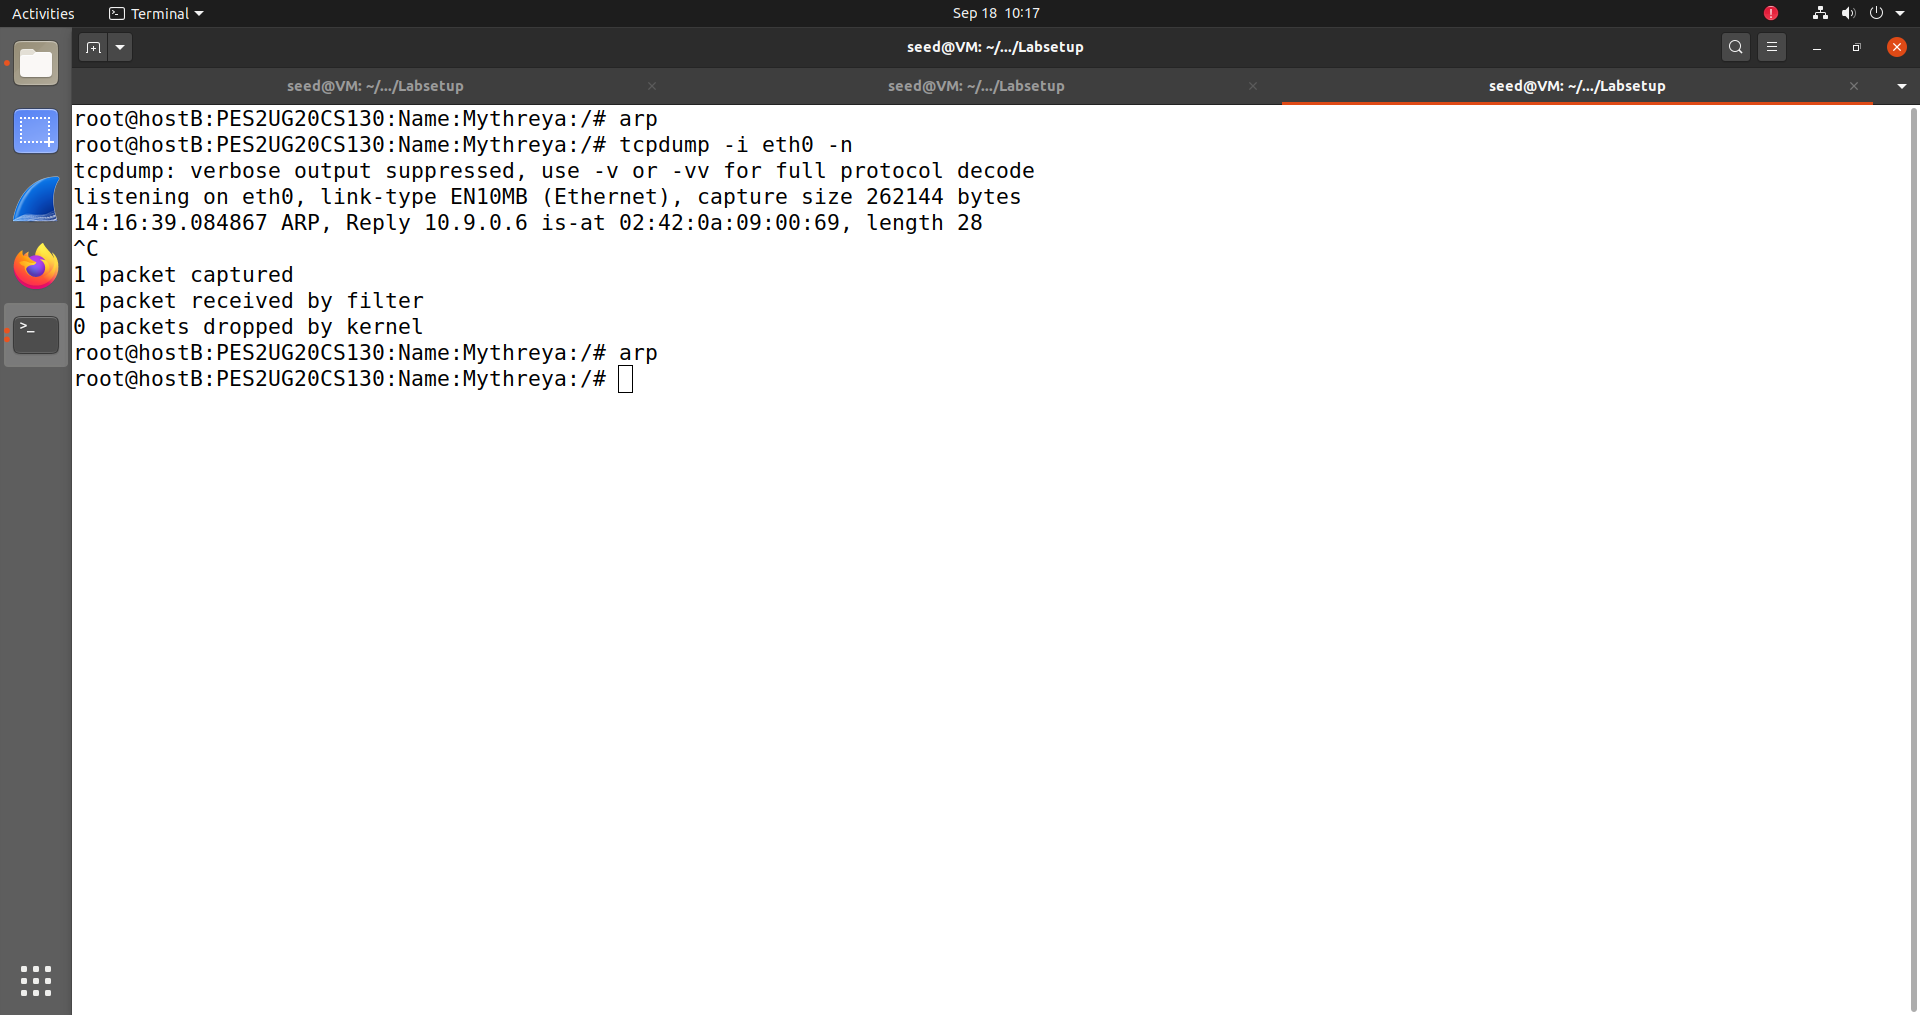 Activities
Terminal
Sep 18 10:17
seed@VM: ~/.../Labsetup
seed@VM: ~/.../Labsetup
seed@VM: ~/.../Labsetup
seed@VM: ~/.../Labsetup
root@hostB:PES2UG20CS130:Name:Mythreya:/# arp
root@hostB:PES2UG20CS130:Name:Mythreya:/# tcpdump -i eth0 -n
tcpdump: verbose output suppressed, use -v or -vv for full protocol decode
listening on eth0, link-type EN10MB (Ethernet), capture size 262144 bytes
14:16:39.084867 ARP, Reply 10.9.0.6 is-at 02:42:0a:09:00:69, length 28
^C
1 packet captured
1 packet received by filter
0 packets dropped by kernel
root@hostB:PES2UG20CS130:Name:Mythreya:/# arp
root@hostB:PES2UG20CS130:Name:Mythreya:/#